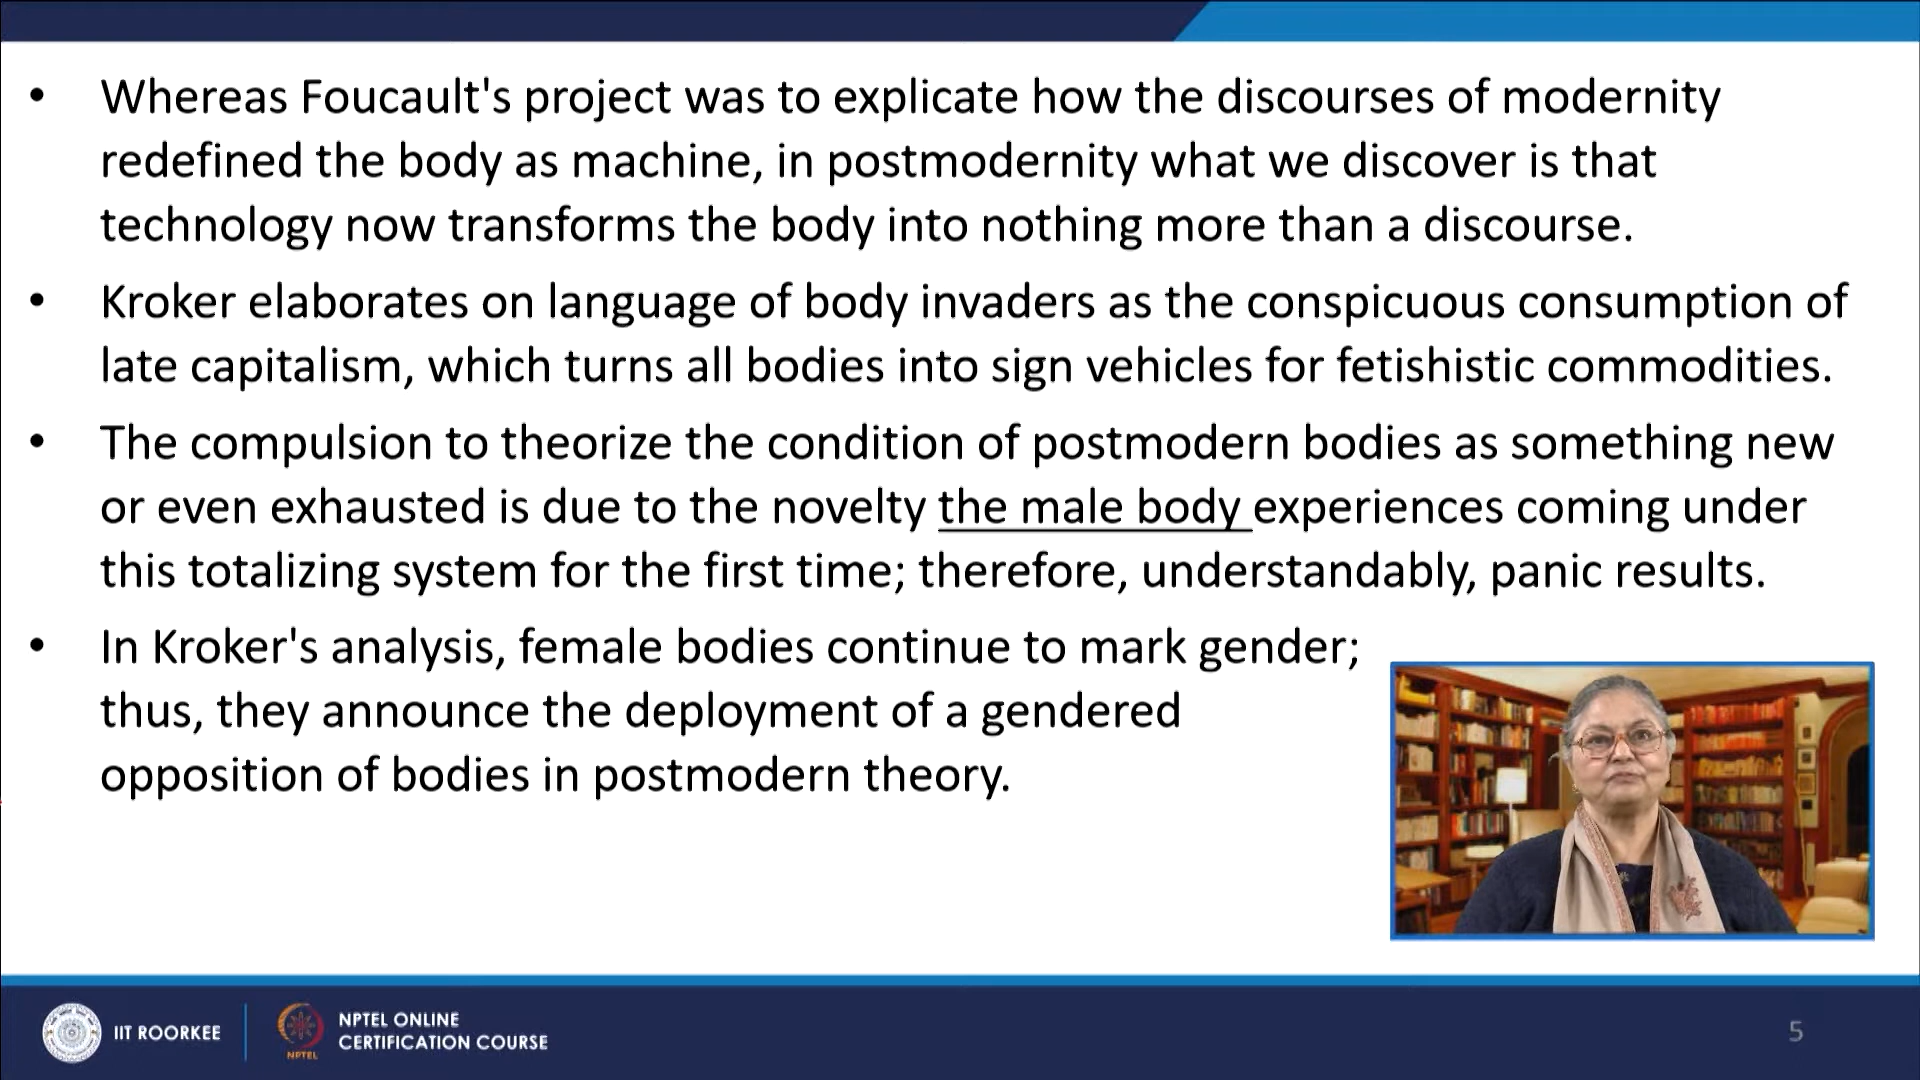 • Whereas Foucault's project was to explicate how the discourses of modernity
redefined the body as machine, in postmodernity what we discover is that
technology now transforms the body into nothing more than a discourse.
• Kroker elaborates on language of body invaders as the conspicuous consumption of
late capitalism, which turns all bodies into sign vehicles for fetishistic commodities.
• The compulsion to theorize the condition of postmodern bodies as something new
or even exhausted is due to the novelty the male body experiences coming under
this totalizing system for the first time; therefore, understandably, panic results.
• In Kroker's analysis, female bodies continue to mark gender;
thus, they announce the deployment of a gendered
opposition of bodies in postmodern theory.
IIT ROORKEE
NPTEL
NPTEL ONLINE
CERTIFICATION COURSE
5